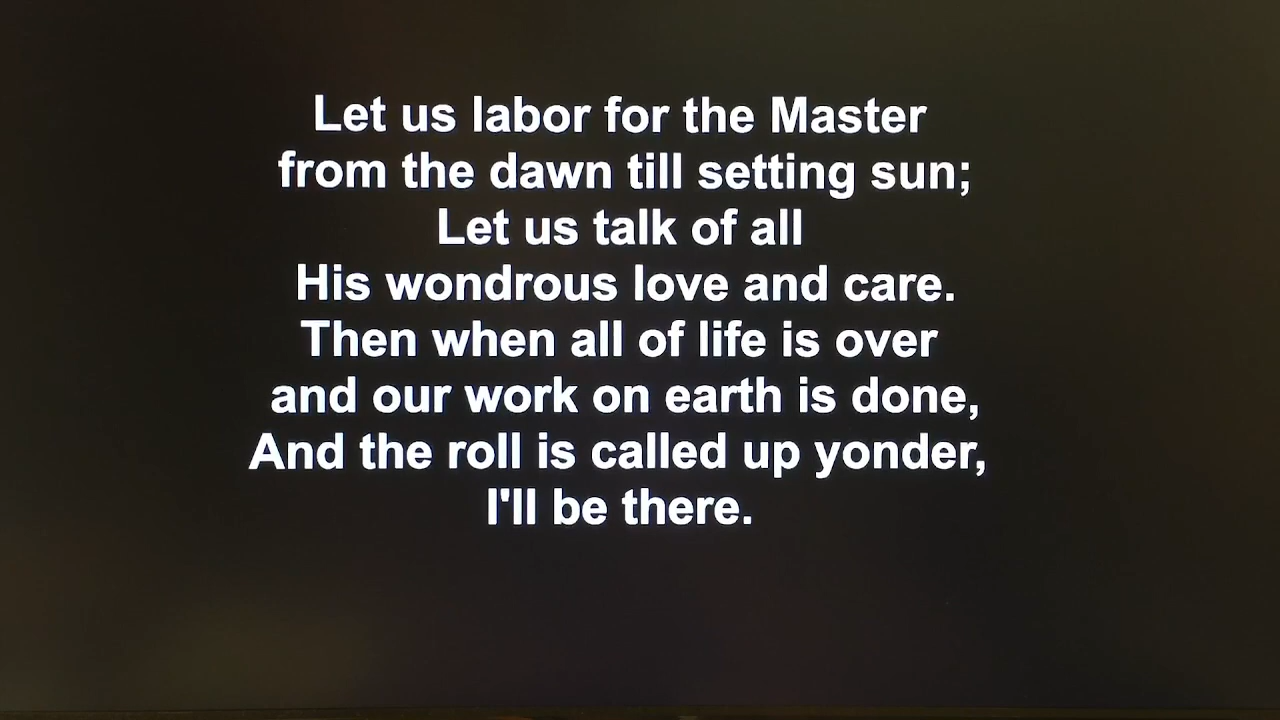 Let us labor for the Master
from the dawn till setting sun;
Let us talk of all
His wondrous love and care.
Then when all of life is over
and our work on earth is done,
And the roll is called up yonder,
I'll be there.